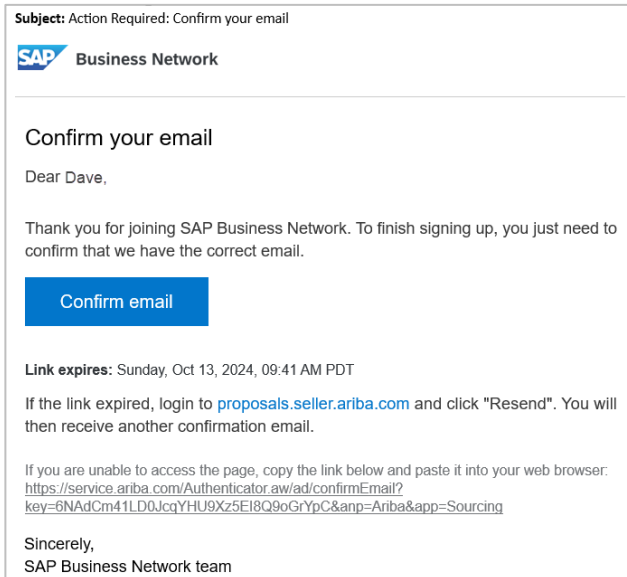 Subject: Action Required: Confirm your email
SAP Business Network
Confirm your email
Dear Dave,
Thank you for joining SAP Business Network. To finish signing up, you just need to
confirm that we have the correct email.
Confirm email
Link expires: Sunday, Oct 13, 2024, 09:41 AM PDT
If the link expired, login to proposals.seller.ariba.com and click "Resend". You will
then receive another confirmation email.
If you are unable to access the page, copy the link below and paste it into your web browser:
https://service.ariba.com/Authenticator.aw/ad/confirmEmail?
key=6NAdCm41LD0JcqYHU9Xz5EI8Q9oGrYpC&anp=Ariba&app=Sourcing
Sincerely,
SAP Business Network team